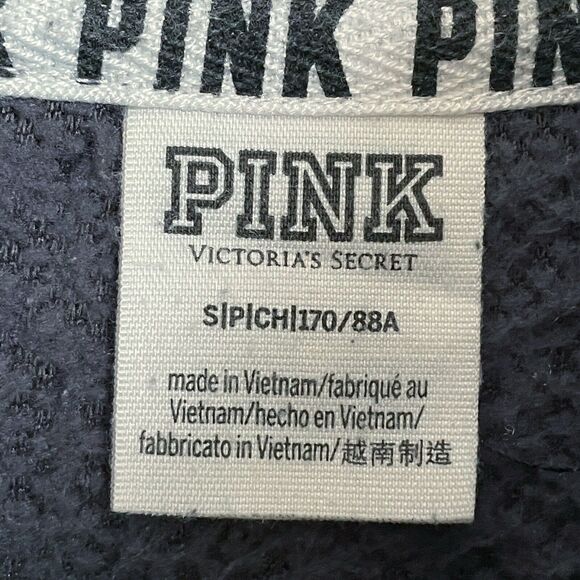 PINK PIN
PINK
VICTORIA'S SECRET
S|P|CH|170/88A
made in Vietnam/fabriqué au
Vietnam/hecho en Vietnam/
fabbricato in Vietnam/越南制造